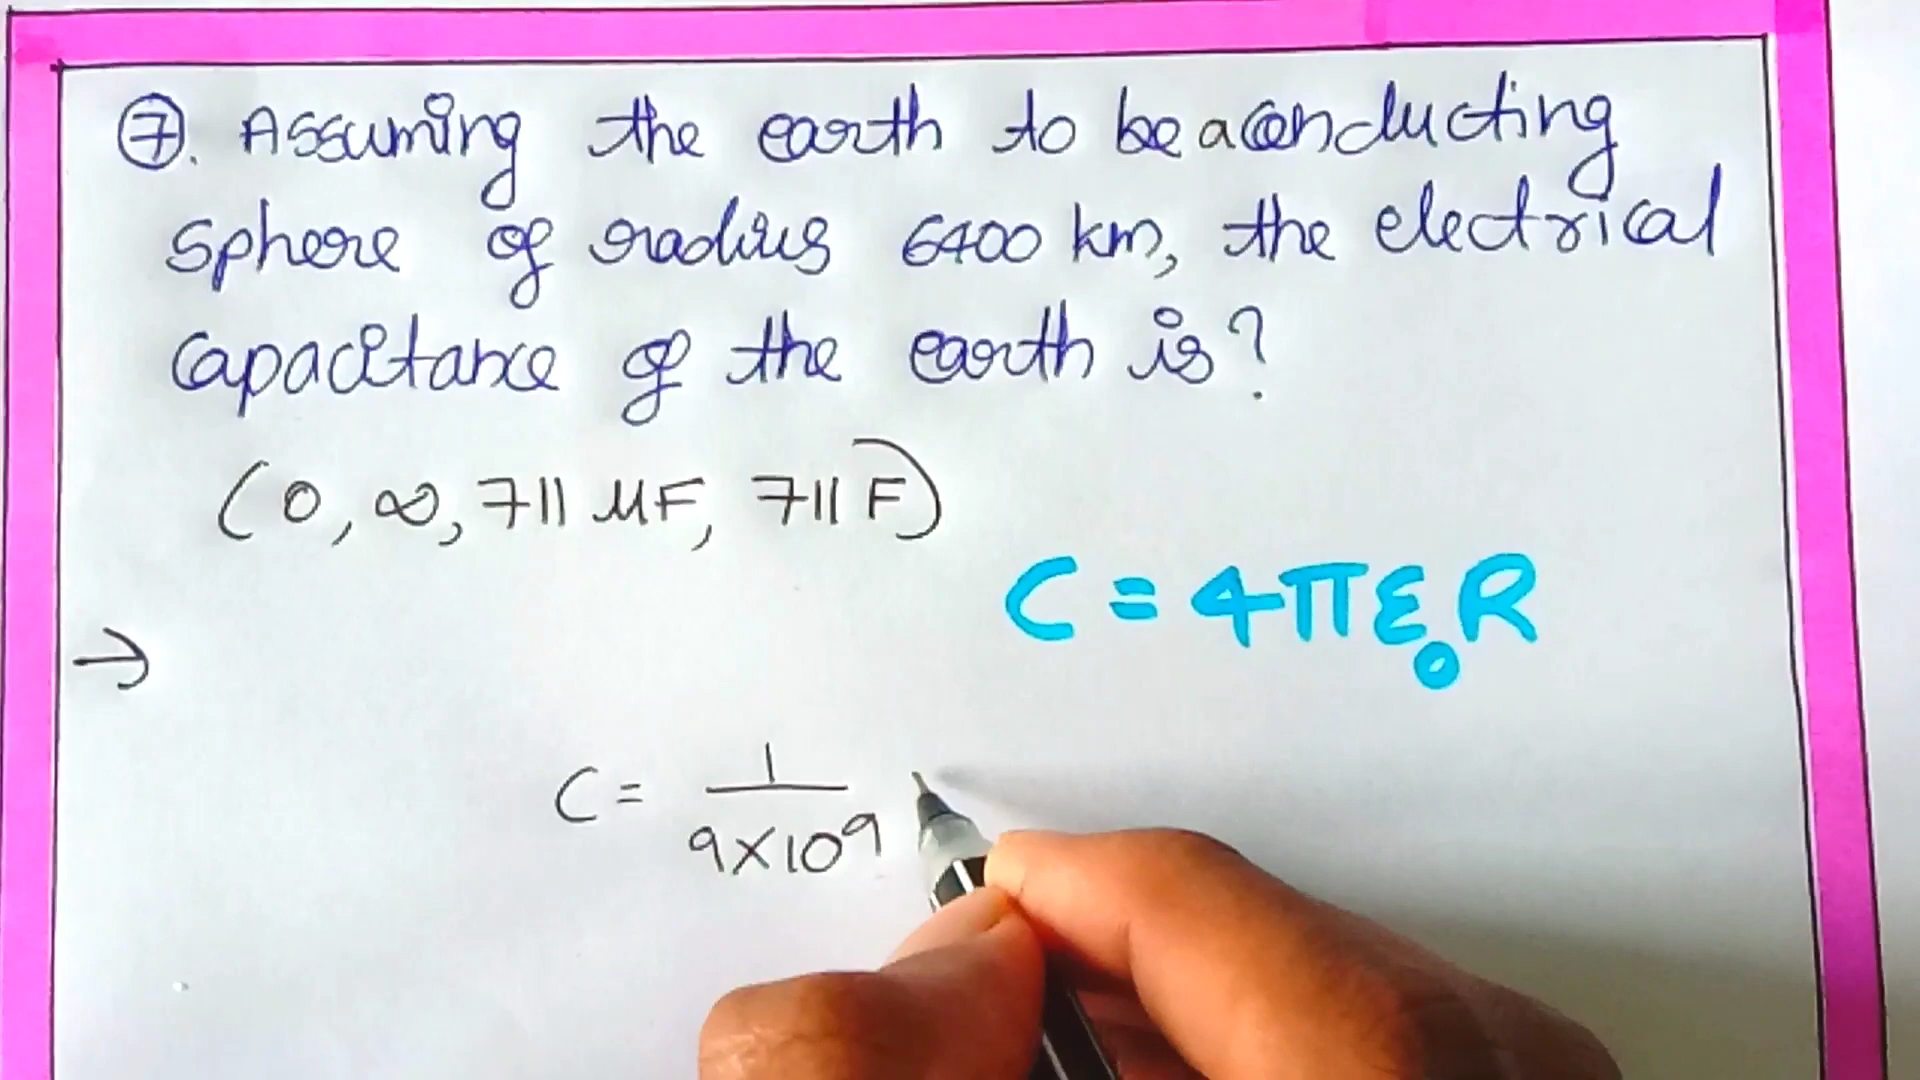 ⑦. Assuming the earth to be a conducting
sphere of radius 6400 km, the electrical
capacitance of the earth is?
(0, ∞, 711 μF, 711 F)
C = 4πε₀R
→
C = 1/9×10⁹